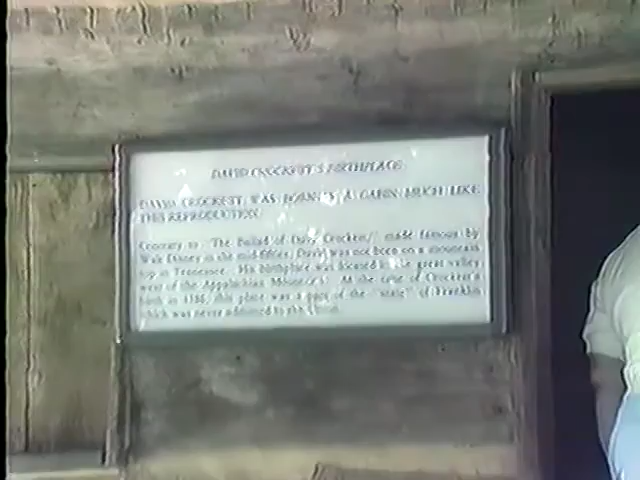 DAVID CROCKETT'S BIRTHPLACE
DAVID CROCKETT WAS BORN IN A CABIN MUCH LIKE
THIS REPRODUCTION
Contrary to "The Ballad of Davy Crockett," made famous by
Walt Disney in the mid-fifties, David was not born on a mountain
top in Tennessee. His birthplace was located in the great valley
west of the Appalachian Mountains. At the time of Crockett's
birth in 1786, this place was a part of the "state" of Franklin
which was never admitted to the Union.